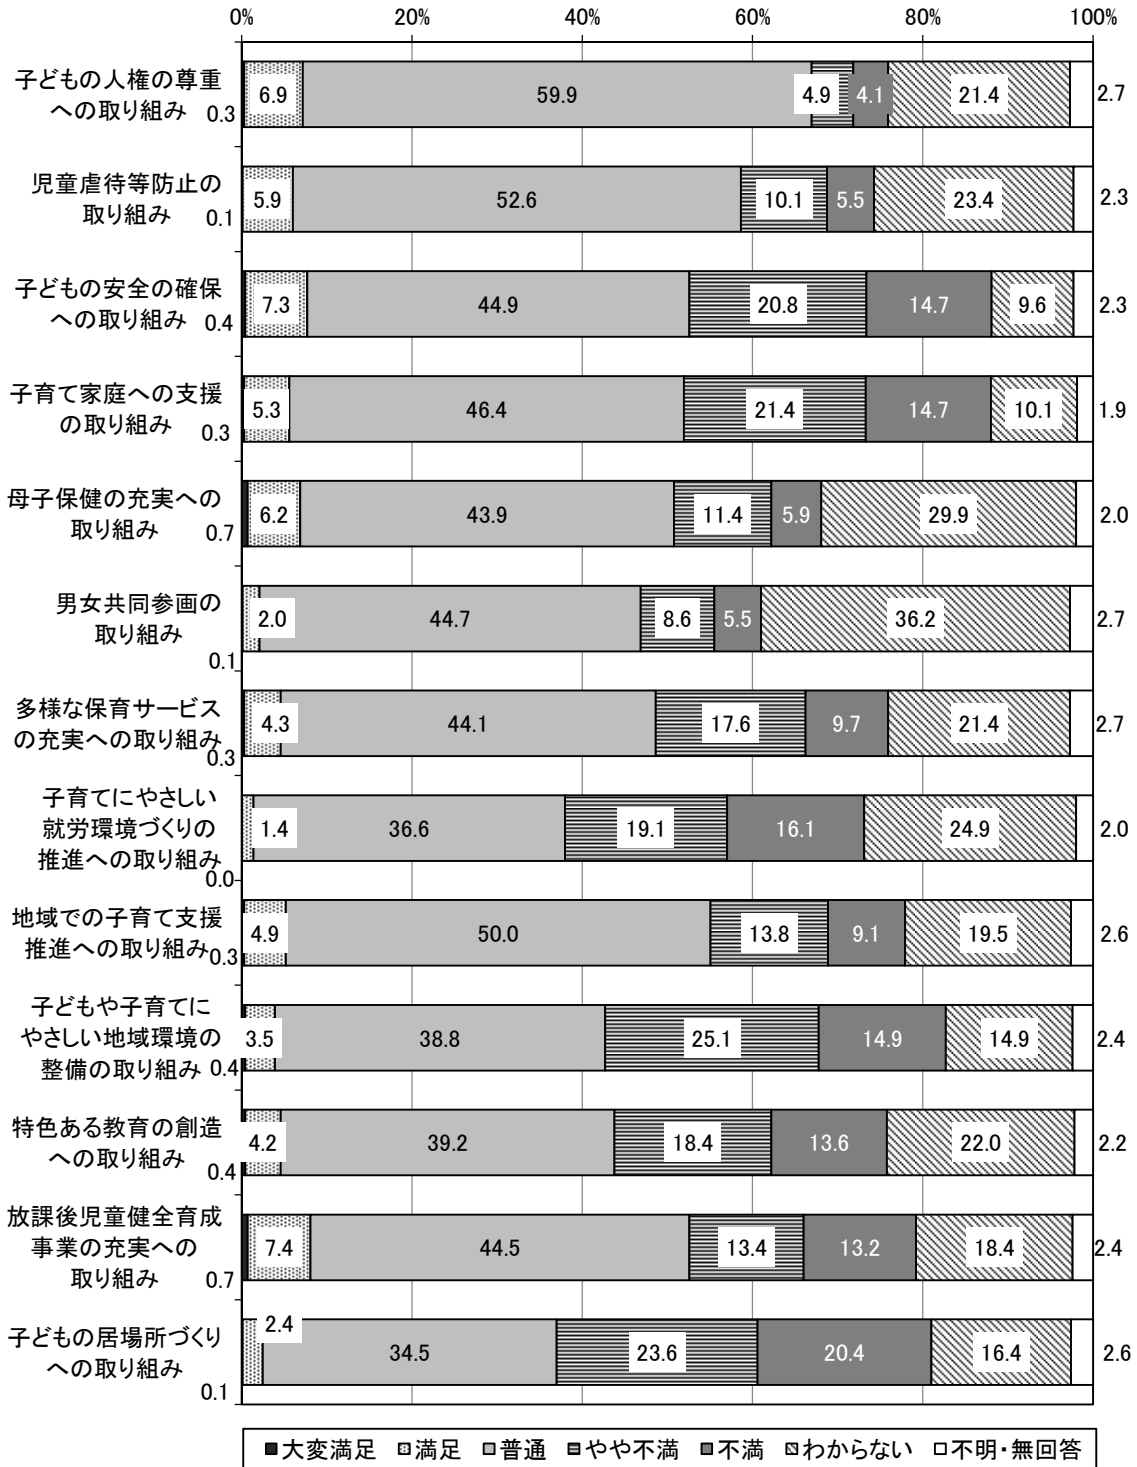 0% 20% 40% 60% 80% 100%
子どもの人権の尊重
への取り組み 0.3 6.9 59.9 4.9 4.1 21.4 2.7
児童虐待等防止の
取り組み 0.1 5.9 52.6 10.1 5.5 23.4 2.3
子どもの安全の確保
への取り組み 0.4 7.3 44.9 20.8 14.7 9.6 2.3
子育て家庭への支援
の取り組み 0.3 5.3 46.4 21.4 14.7 10.1 1.9
母子保健の充実への
取り組み 0.7 6.2 43.9 11.4 5.9 29.9 2.0
男女共同参画の
取り組み 0.1 2.0 44.7 8.6 5.5 36.2 2.7
多様な保育サービス
の充実への取り組み 0.3 4.3 44.1 17.6 9.7 21.4 2.7
子育てにやさしい
就労環境づくりの
推進への取り組み 0.0 1.4 36.6 19.1 16.1 24.9 2.0
地域での子育て支援
推進への取り組み 0.3 4.9 50.0 13.8 9.1 19.5 2.6
子どもや子育てに
やさしい地域環境の
整備の取り組み 0.4 3.5 38.8 25.1 14.9 14.9 2.4
特色ある教育の創造
への取り組み 0.4 4.2 39.2 18.4 13.6 22.0 2.2
放課後児童健全育成
事業の充実への
取り組み 0.7 7.4 44.5 13.4 13.2 18.4 2.4
子どもの居場所づくり
への取り組み 0.1 2.4 34.5 23.6 20.4 16.4 2.6
大変満足 満足 普通 やや不満 不満 わからない 不明・無回答